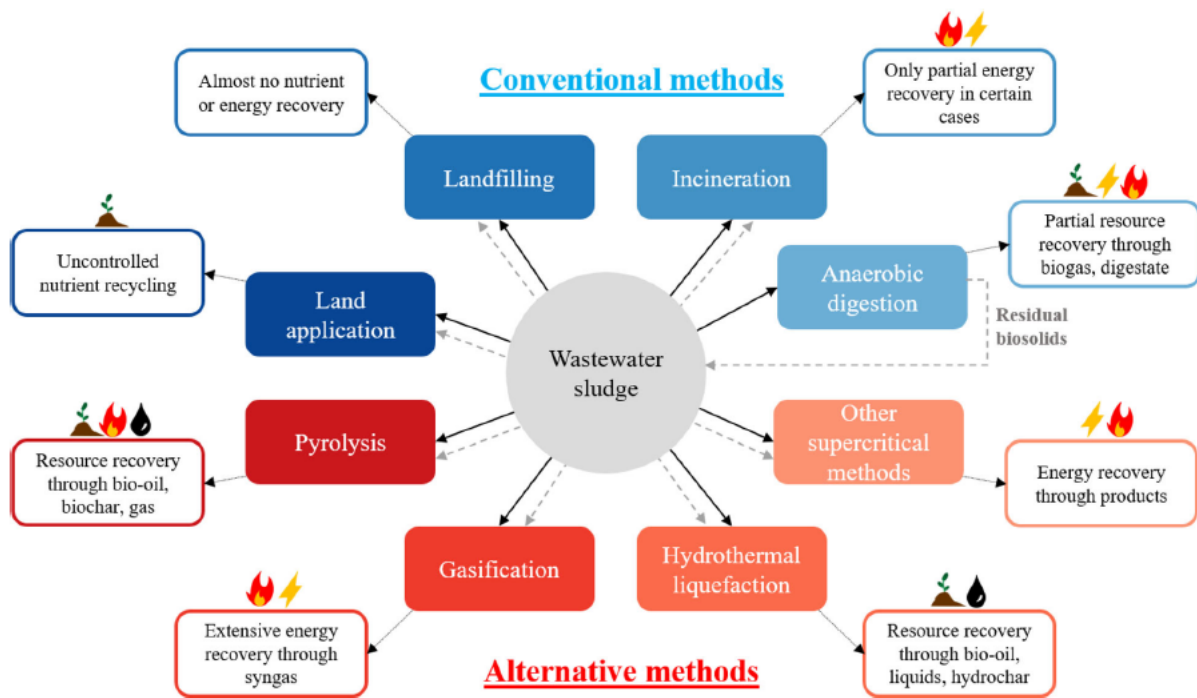 Conventional methods
Almost no nutrient
or energy recovery
Only partial energy
recovery in certain
cases
Landfilling
Incineration
Partial resource
recovery through
biogas, digestate
Uncontrolled
nutrient recycling
Land
application
Anaerobic
digestion
Residual
biosolids
Wastewater
sludge
Pyrolysis
Other
supercritical
methods
Resource recovery
through bio-oil,
biochar, gas
Energy recovery
through products
Gasification
Hydrothermal
liquefaction
Extensive energy
recovery through
syngas
Resource recovery
through bio-oil,
liquids, hydrochar
Alternative methods